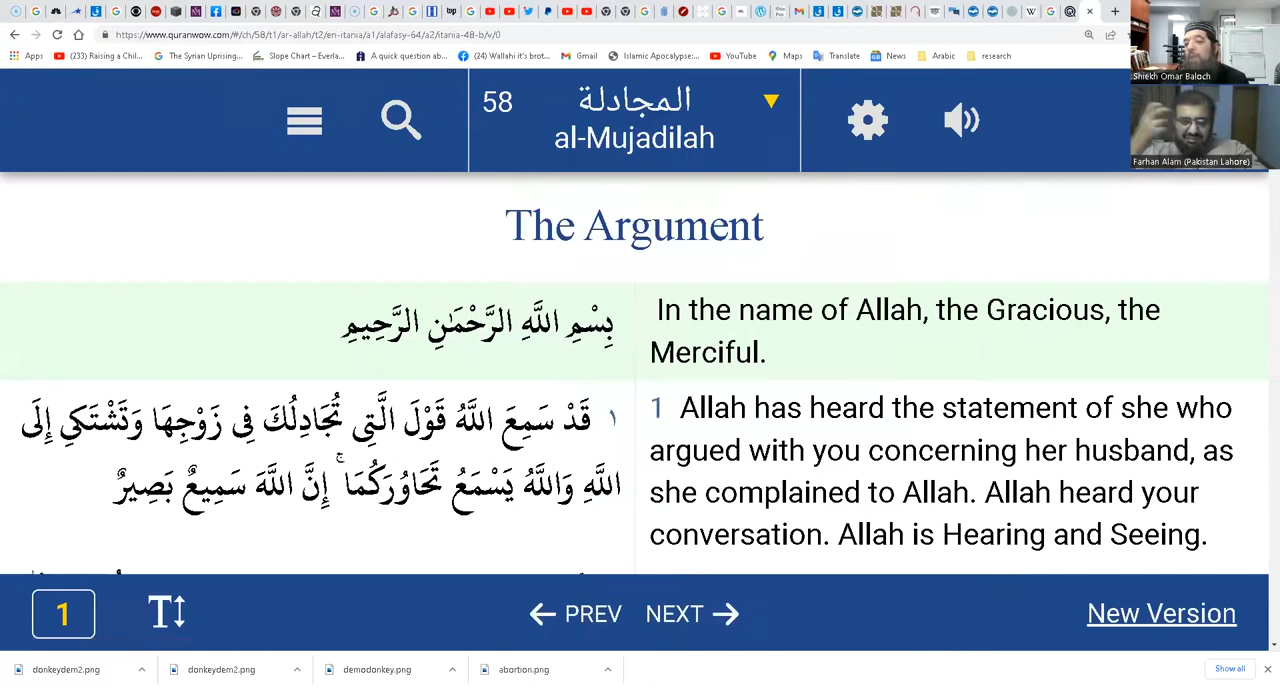 https://www.quranwow.com/#/ch/58/t1/ar-allah/t2/en-itania/a1/alafasy-64/a2/itania-48-b/v/0
Apps
(233) Raising a Chil...
The Syrian Uprising...
Slope Chart – Everla...
A quick question ab...
(24) Wallahi it's brot...
Gmail
Islamic Apocalypse:...
YouTube
Maps
Translate
News
Arabic
research
Shiekh Omar Baloch
Farhan Alam (Pakistan Lahore)
58
المجادلة
al-Mujadilah
The Argument
بِسْمِ اللَّهِ الرَّحْمَٰنِ الرَّحِيمِ
In the name of Allah, the Gracious, the
Merciful.
١ قَدْ سَمِعَ اللَّهُ قَوْلَ الَّتِي تُجَادِلُكَ فِي زَوْجِهَا وَتَشْتَكِي إِلَى
اللَّهِ وَاللَّهُ يَسْمَعُ تَحَاوُرَكُمَا ۚ إِنَّ اللَّهَ سَمِيعٌ بَصِيرٌ
1 Allah has heard the statement of she who
argued with you concerning her husband, as
she complained to Allah. Allah heard your
conversation. Allah is Hearing and Seeing.
1
T
PREV
NEXT
New Version
donkeydem2.png
donkeydem2.png
demodonkey.png
abortion.png
Show all